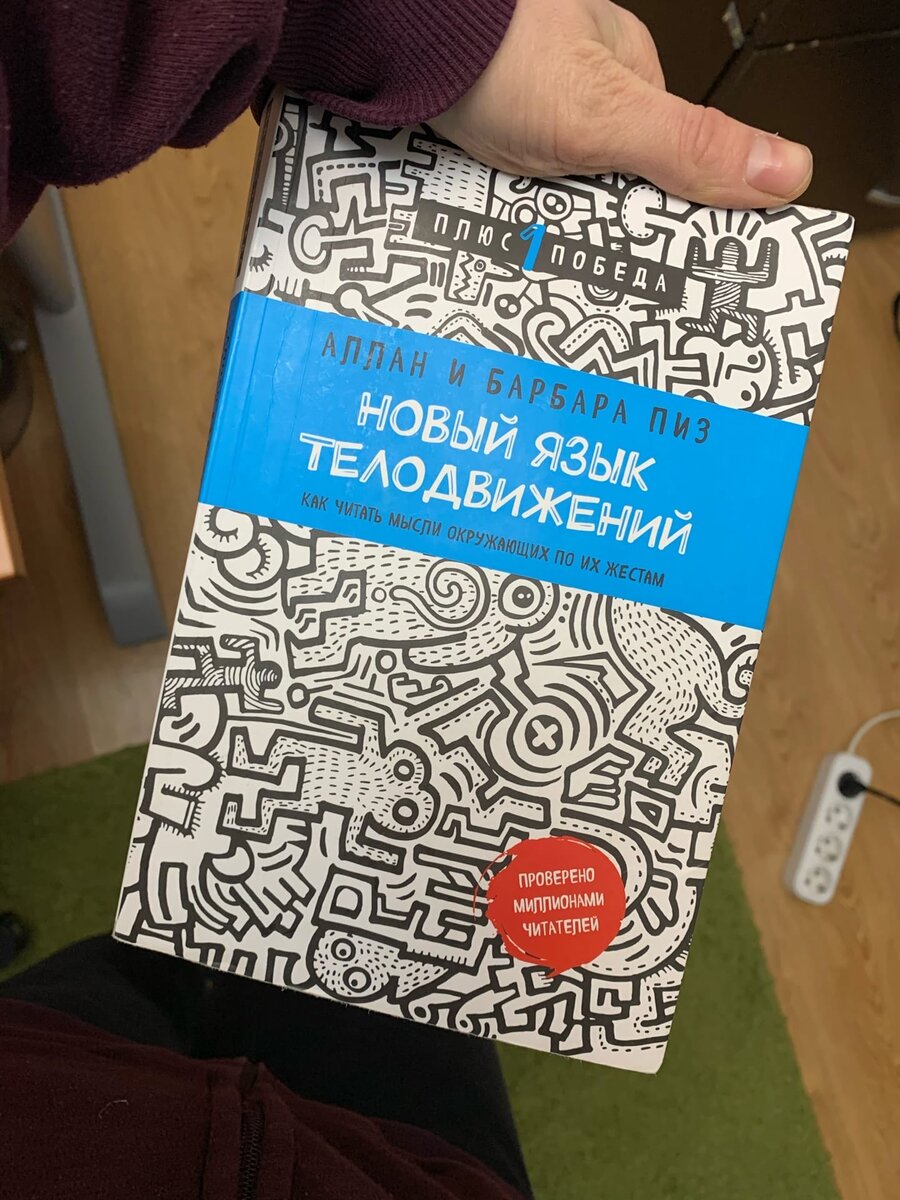 ПЛЮС 1 ПОБЕДА
АЛЛАН И БАРБАРА ПИЗ
НОВЫЙ ЯЗЫК
ТЕЛОДВИЖЕНИЙ
КАК ЧИТАТЬ МЫСЛИ ОКРУЖАЮЩИХ ПО ИХ ЖЕСТАМ
ПРОВЕРЕНО
МИЛЛИОНАМИ
ЧИТАТЕЛЕЙ